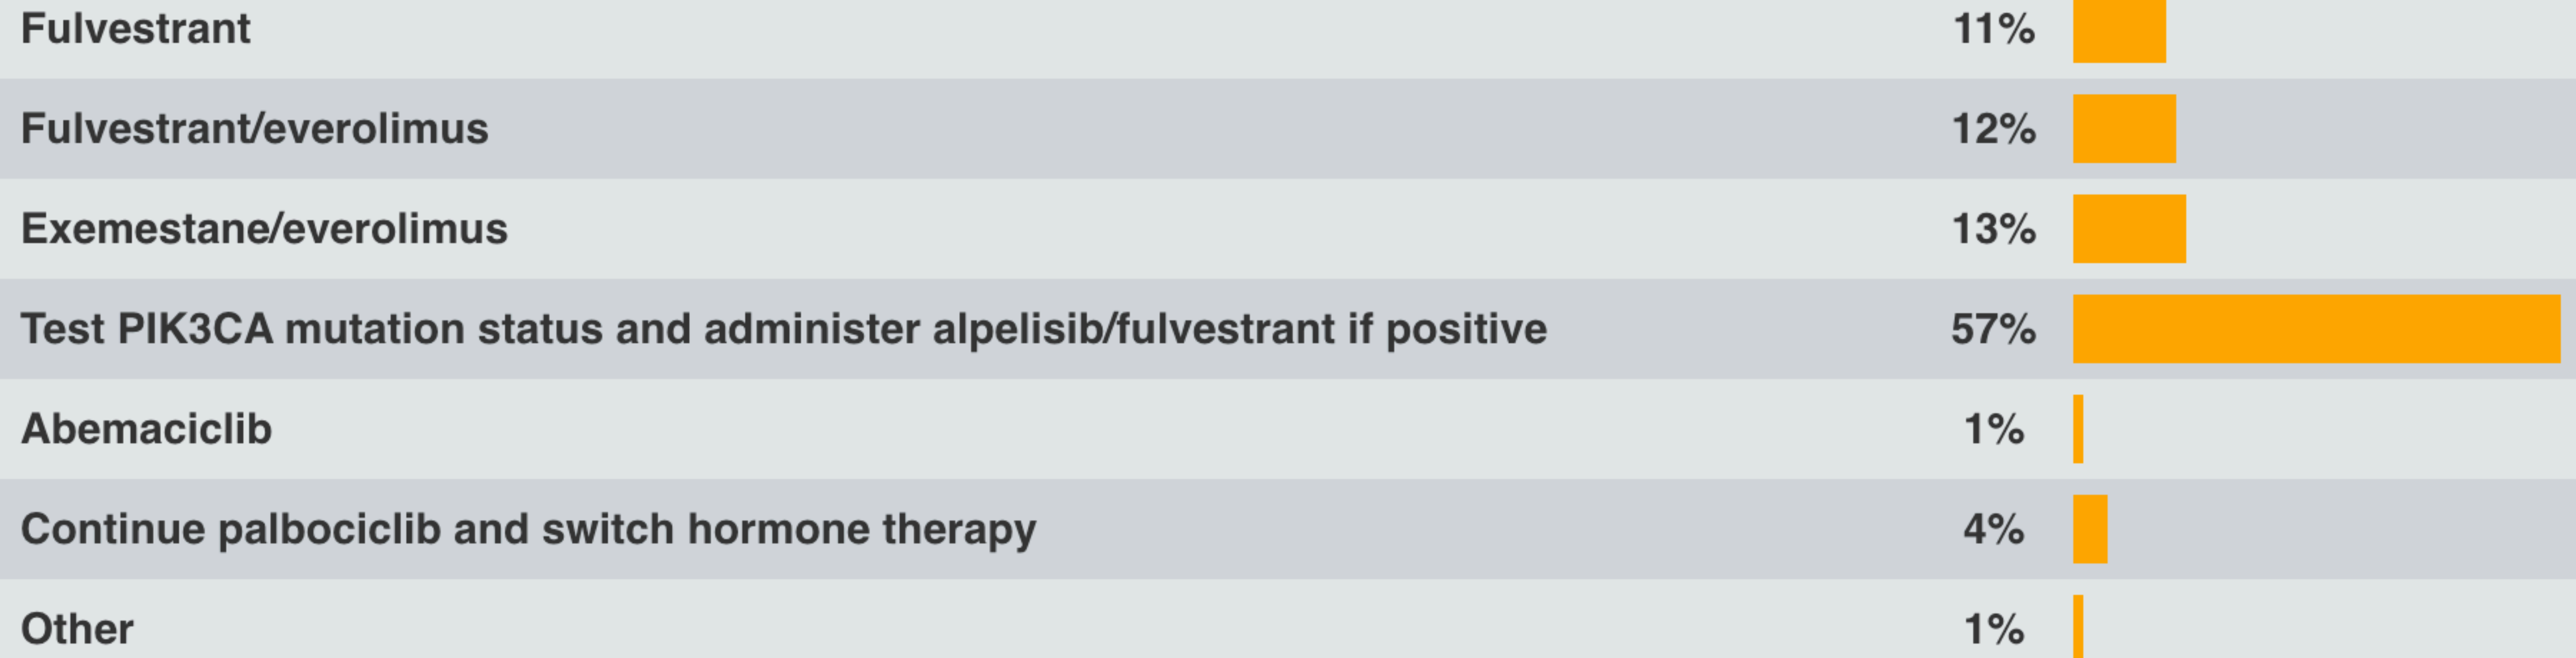 Fulvestrant 11%
Fulvestrant/everolimus 12%
Exemestane/everolimus 13%
Test PIK3CA mutation status and administer alpelisib/fulvestrant if positive 57%
Abemaciclib 1%
Continue palbociclib and switch hormone therapy 4%
Other 1%